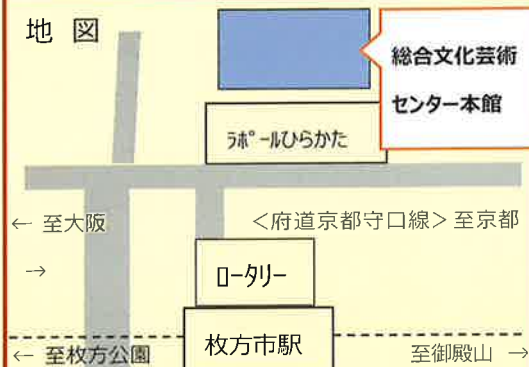 地 図
総合文化芸術
センター本館
ラポールひらかた
← 至大阪
＜府道京都守口線＞至京都
→
ロータリー
枚方市駅
← 至枚方公園
至御殿山 →